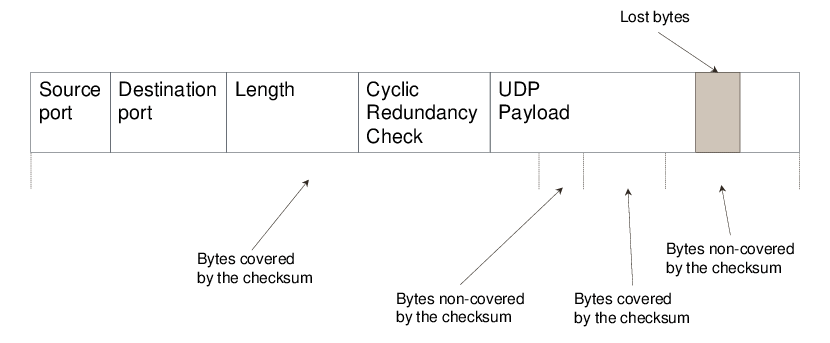 Lost bytes
Source
port
Destination
port
Length
Cyclic
Redundancy
Check
UDP
Payload
Bytes covered
by the checksum
Bytes non-covered
by the checksum
Bytes covered
by the checksum
Bytes non-covered
by the checksum